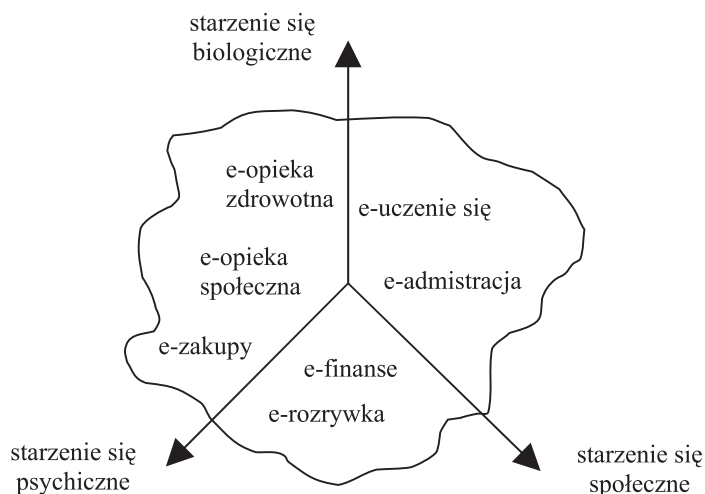 starzenie się
biologiczne
e-opieka
zdrowotna
e-uczenie się
e-opieka
społeczna
e-admistracja
e-zakupy
e-finanse
e-rozrywka
starzenie się
psychiczne
starzenie się
społeczne